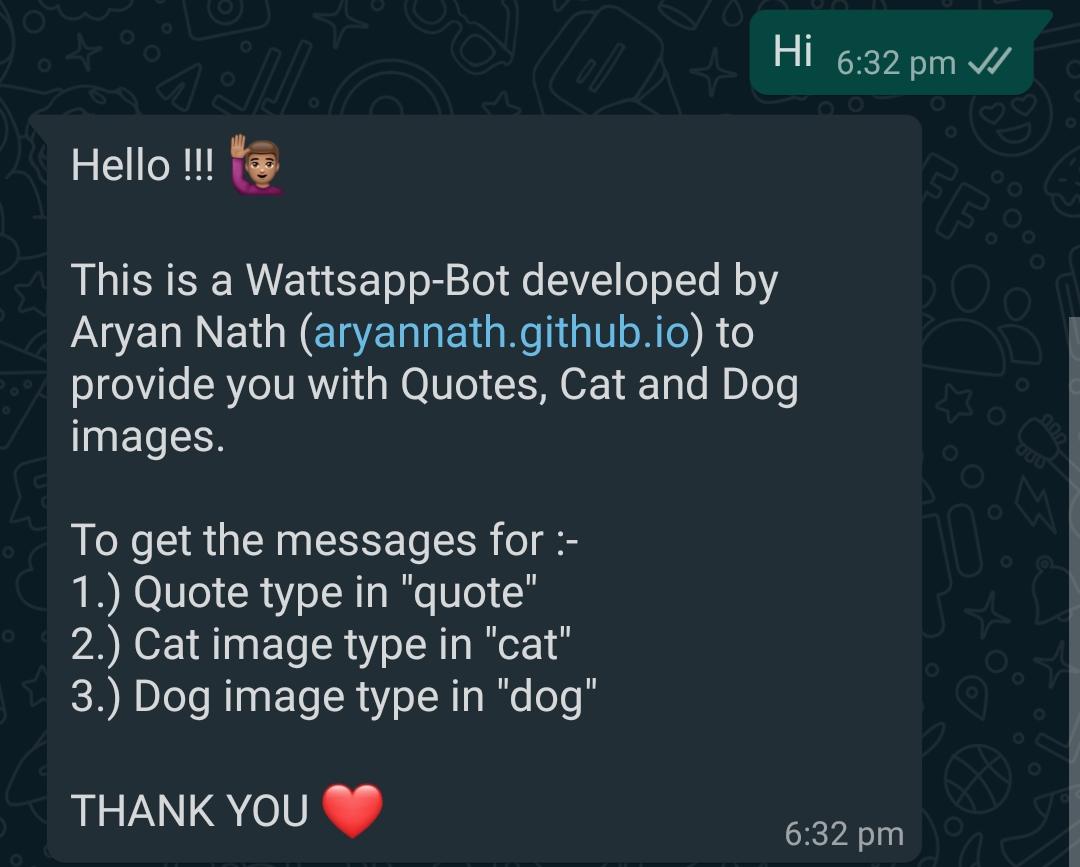 Hi 6:32 pm
Hello !!! 🙋🏽‍♂️
This is a Wattsapp-Bot developed by
Aryan Nath (aryannath.github.io) to
provide you with Quotes, Cat and Dog
images.
To get the messages for :-
1.) Quote type in "quote"
2.) Cat image type in "cat"
3.) Dog image type in "dog"
THANK YOU ❤️
6:32 pm